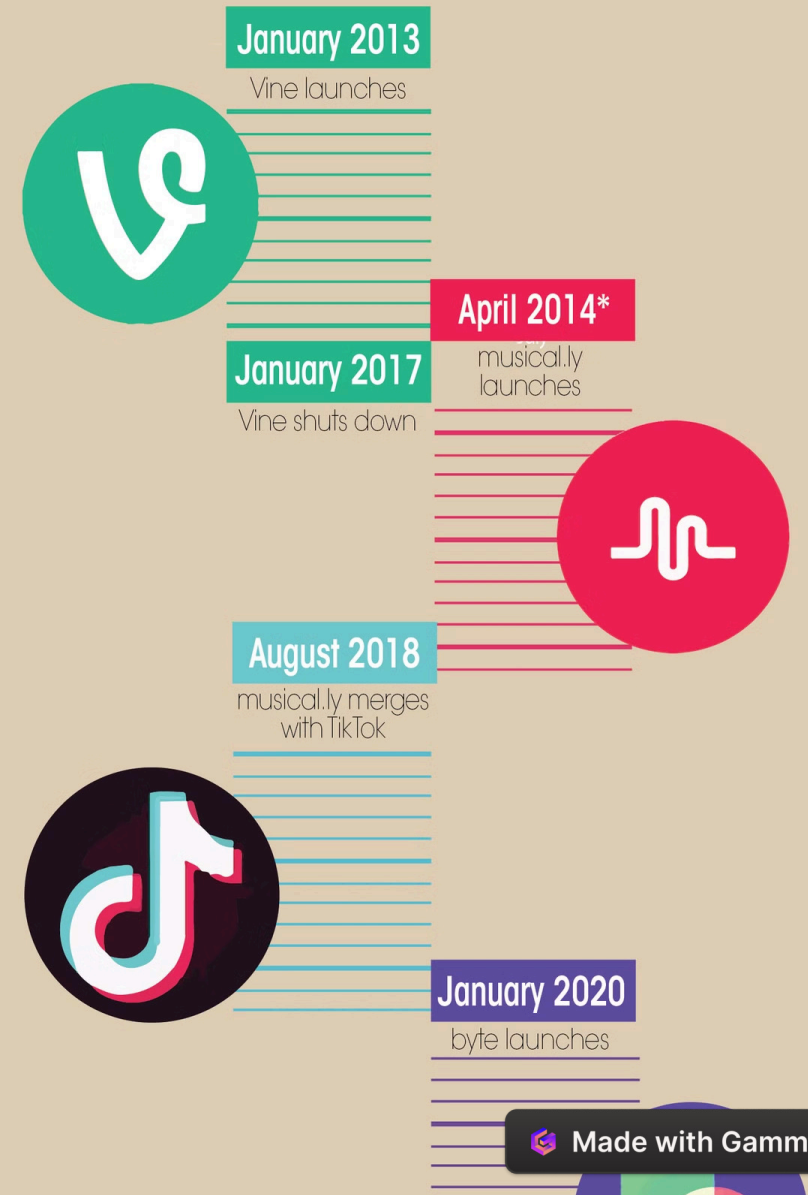 January 2013
Vine launches
April 2014*
musical.ly
launches
January 2017
Vine shuts down
August 2018
musical.ly merges
with TikTok
January 2020
byte launches
Made with Gamm